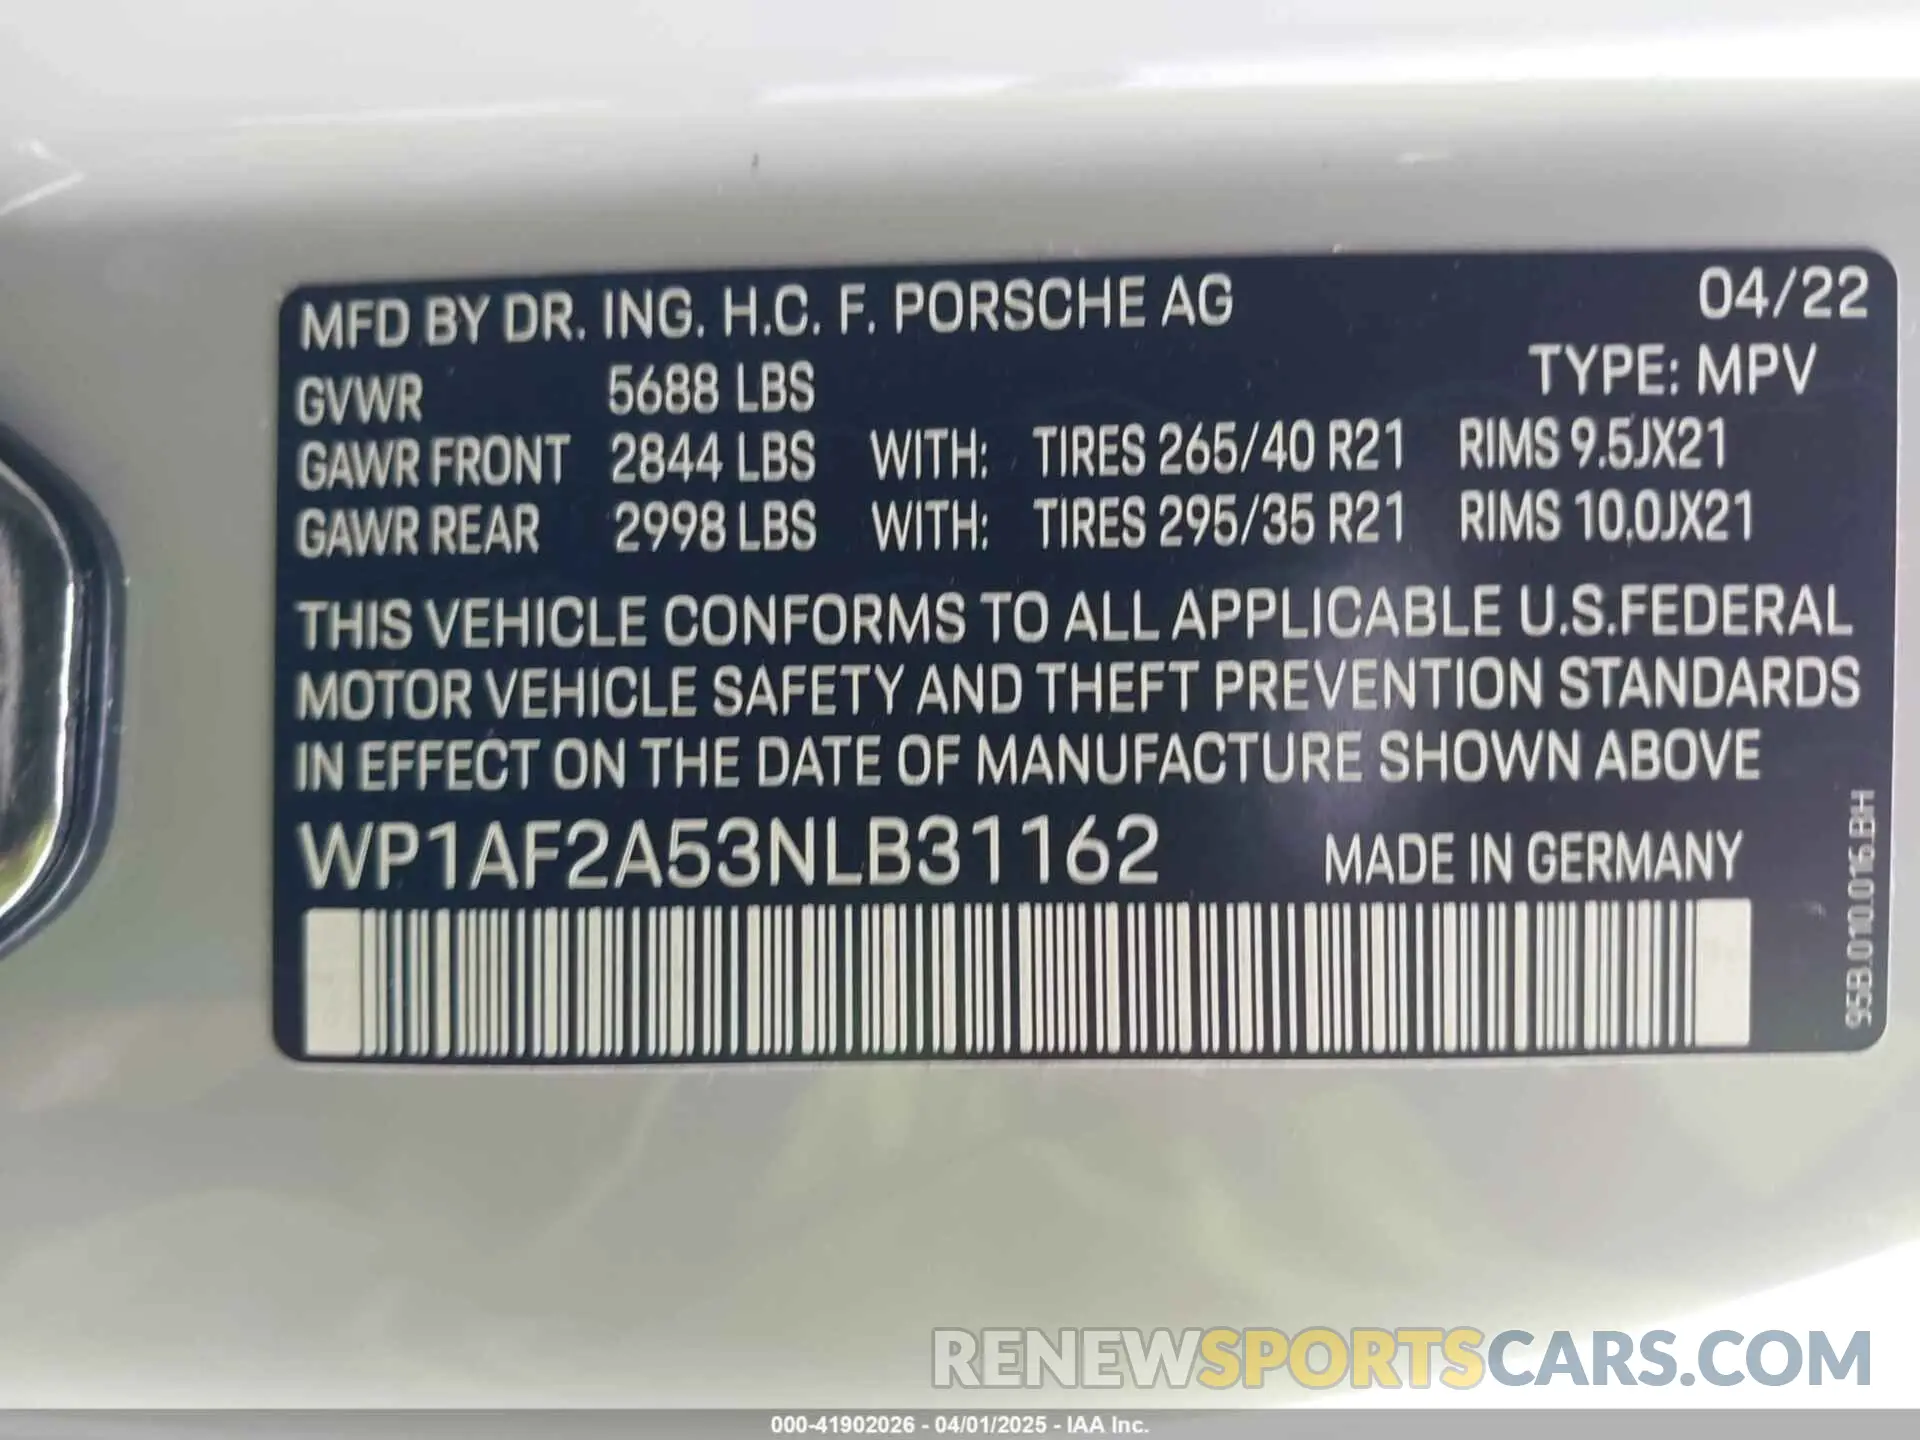 MFD BY DR. ING. H.C. F. PORSCHE AG 04/22
GVWR 5688 LBS TYPE: MPV
GAWR FRONT 2844 LBS WITH: TIRES 265/40 R21 RIMS 9.5JX21
GAWR REAR 2998 LBS WITH: TIRES 295/35 R21 RIMS 10.0JX21
THIS VEHICLE CONFORMS TO ALL APPLICABLE U.S.FEDERAL
MOTOR VEHICLE SAFETY AND THEFT PREVENTION STANDARDS
IN EFFECT ON THE DATE OF MANUFACTURE SHOWN ABOVE
WP1AF2A53NLB31162 MADE IN GERMANY
95B.010.016.BH
RENEWSPORTSCARS.COM
000-41902026 - 04/01/2025 - IAA Inc.